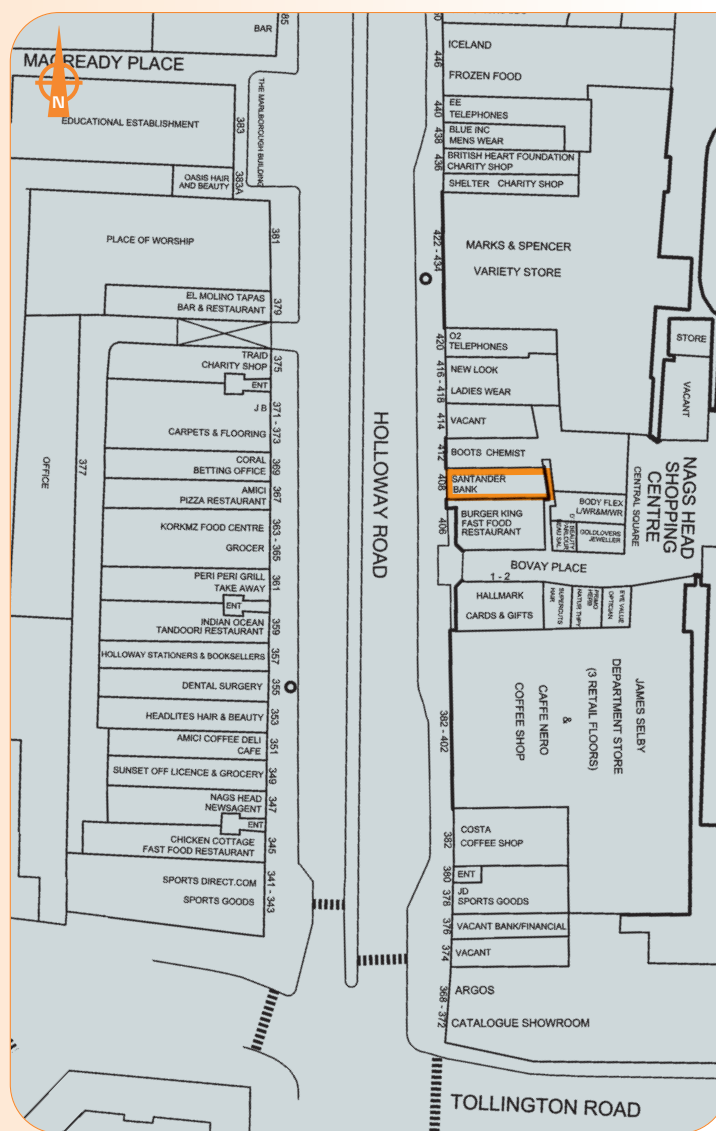 BAR
385
MACREADY PLACE
N
EDUCATIONAL ESTABLISHMENT
383
THE MARLBOROUGH BUILDING
OASIS HAIR
AND BEAUTY
383A
PLACE OF WORSHIP
381
EL MOLINO TAPAS
BAR & RESTAURANT
379
TRAID
CHARITY SHOP
375
ENT
J B
CARPETS & FLOORING
371 - 373
CORAL
BETTING OFFICE
369
AMICI
PIZZA RESTAURANT
367
KORKMZ FOOD CENTRE
GROCER
363 - 365
PERI PERI GRILL
TAKE AWAY
361
ENT
INDIAN OCEAN
TANDOORI RESTAURANT
359
HOLLOWAY STATIONERS & BOOKSELLERS
357
DENTAL SURGERY
355
HEADLITES HAIR & BEAUTY
353
AMICI COFFEE DELI
CAFE
351
SUNSET OFF LICENCE & GROCERY
349
NAGS HEAD
NEWSAGENT
347
ENT
CHICKEN COTTAGE
FAST FOOD RESTAURANT
345
SPORTS DIRECT.COM
SPORTS GOODS
341 - 343
OFFICE
377
HOLLOWAY ROAD
ICELAND
FROZEN FOOD
446
EE
TELEPHONES
440
BLUE INC
MENS WEAR
438
BRITISH HEART FOUNDATION
CHARITY SHOP
436
SHELTER CHARITY SHOP
MARKS & SPENCER
VARIETY STORE
422 - 434
O2
TELEPHONES
420
NEW LOOK
LADIES WEAR
416 - 418
VACANT
414
BOOTS CHEMIST
412
SANTANDER
BANK
408
BURGER KING
FAST FOOD
RESTAURANT
406
STORE
VACANT
BODY FLEX
L/WR&M/WR
GOLDLOVERS
JEWELLER
CENTRAL SQUARE
NAGS HEAD
SHOPPING
CENTRE
BOVAY PLACE
1 - 2
HALLMARK
CARDS & GIFTS
SUPERCUTS
HAIR
PRIMO
HERB
NATUR THPY
EYE VALUE
OPTICIAN
JAMES SELBY
DEPARTMENT STORE
(3 RETAIL FLOORS)
&
CAFFE NERO
COFFEE SHOP
382 - 402
COSTA
COFFEE SHOP
382
ENT
380
JD
SPORTS GOODS
378
VACANT BANK/FINANCIAL
376
VACANT
374
ARGOS
CATALOGUE SHOWROOM
368 - 372
TOLLINGTON ROAD